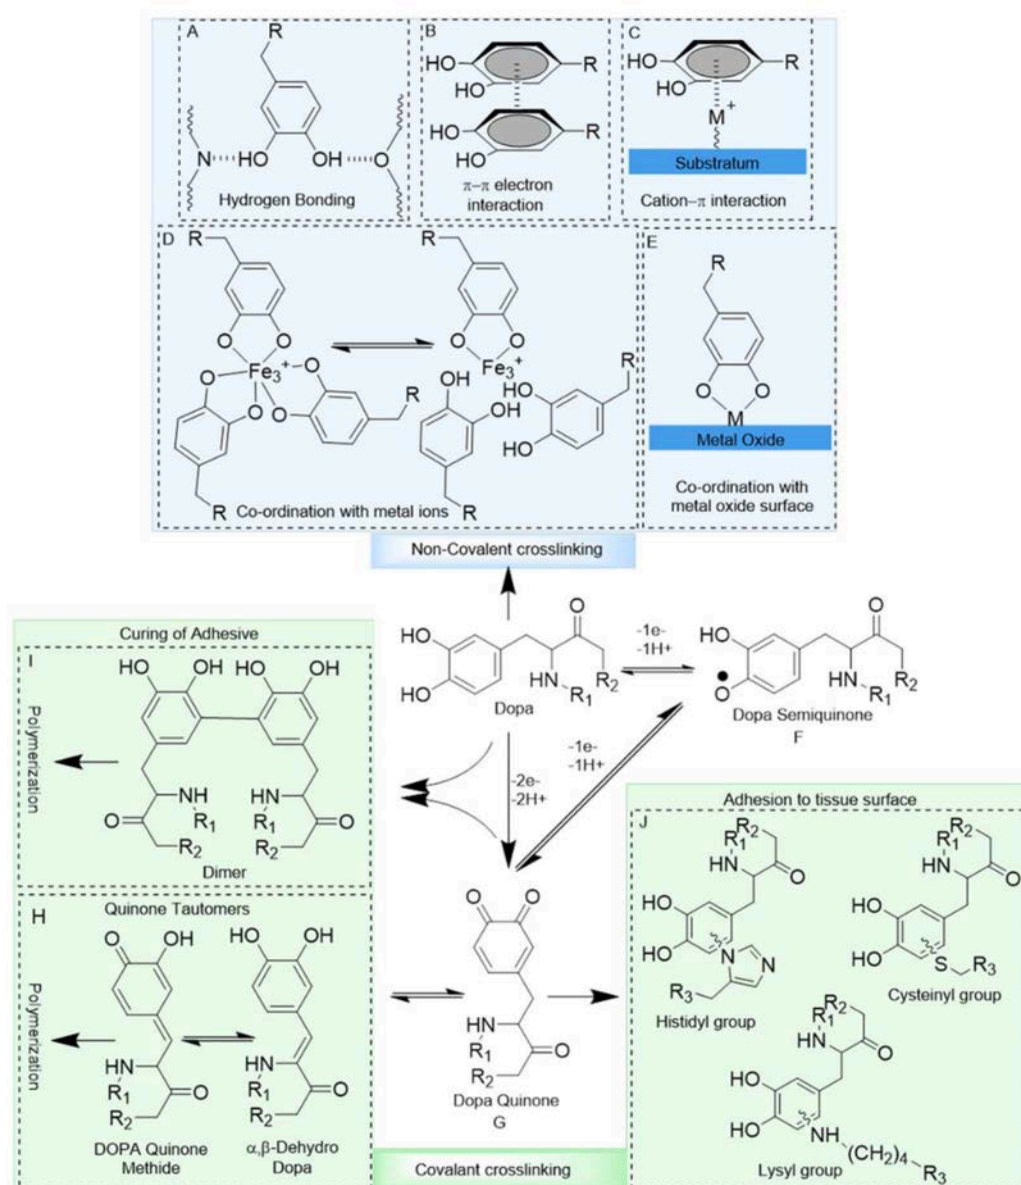 A
R
N
HO
OH
O
Hydrogen Bonding
B
HO
HO
R
HO
HO
R
π–π electron
interaction
C
HO
HO
R
M+
Substratum
Cation–π interaction
D
R
O
O
Fe3+
O
O
O
O
R
R
Co-ordination with metal ions
R
O
O
Fe3+
OH
OH
HO
HO
R
R
E
R
O
O
M
Metal Oxide
Co-ordination with
metal oxide surface
Non-Covalent crosslinking
HO
HO
O
HN
R1
R2
Dopa
-1e-
-1H+
HO
O
O
HN
R1
R2
Dopa Semiquinone
F
-1e-
-1H+
-2e-
-2H+
Curing of Adhesive
I
Polymerization
HO
OH
HO
OH
NH
R1
HN
R1
O
O
R2
R2
Dimer
H
Quinone Tautomers
Polymerization
O
OH
HN
R1
O
R2
DOPA Quinone
Methide
HO
OH
HN
R1
O
R2
α,β-Dehydro
Dopa
O
O
HN
R1
O
R2
Dopa Quinone
G
Covalant crosslinking
Adhesion to tissue surface
J
R2
R1
HN
O
HO
HO
N
N
R3
Histidyl group
R2
R1
HN
O
HO
HO
S
R3
Cysteinyl group
R2
R1
HN
O
HO
HO
NH
(CH2)4
R3
Lysyl group